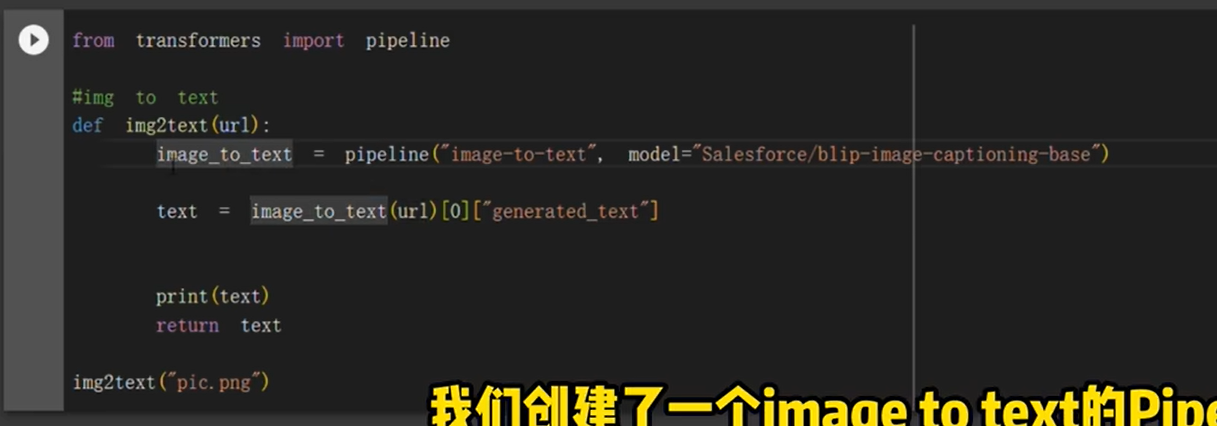 from transformers import pipeline
#img to text
def img2text(url):
image_to_text = pipeline("image-to-text", model="Salesforce/blip-image-captioning-base")
text = image_to_text(url)[0]["generated_text"]
print(text)
return text
img2text("pic.png")
我们创建了一个image to text的Pipe